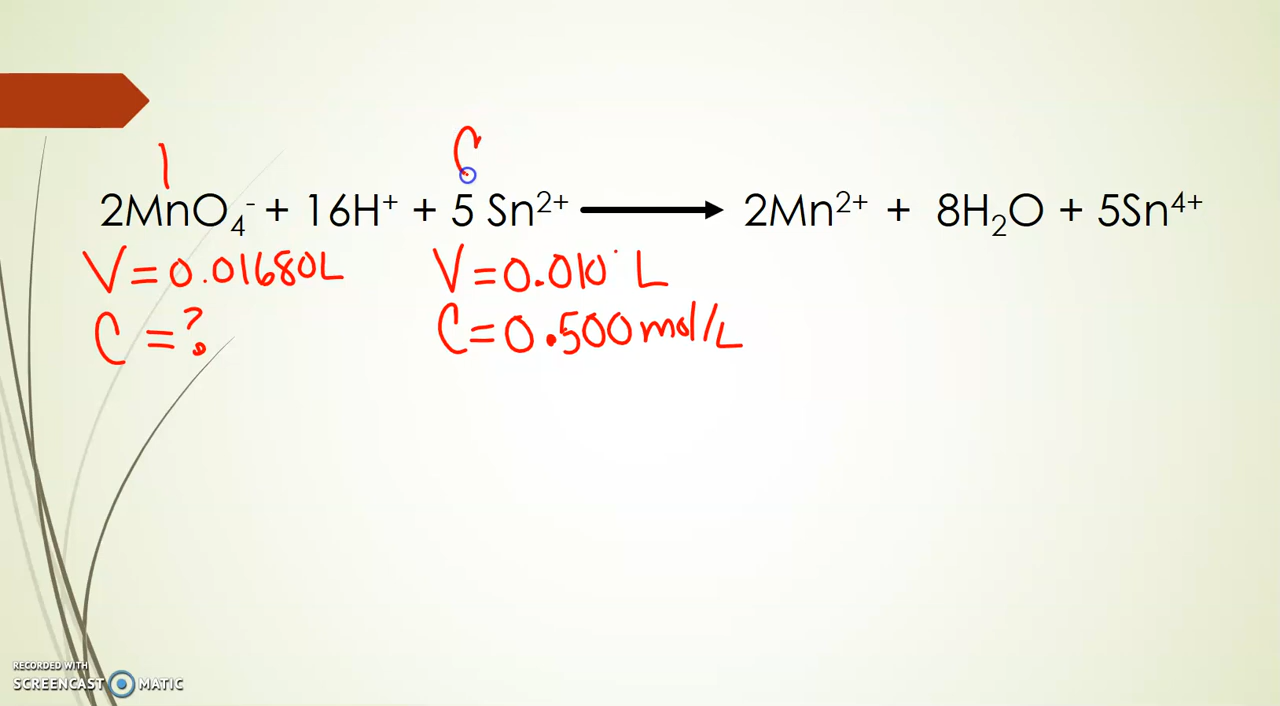 1 C
2MnO₄⁻ + 16H⁺ + 5 Sn²⁺ ⟶ 2Mn²⁺ + 8H₂O + 5Sn⁴⁺
V = 0.01680L V = 0.010 L
C = ? C = 0.500 mol/L
RECORDED WITH
SCREENCAST MATIC